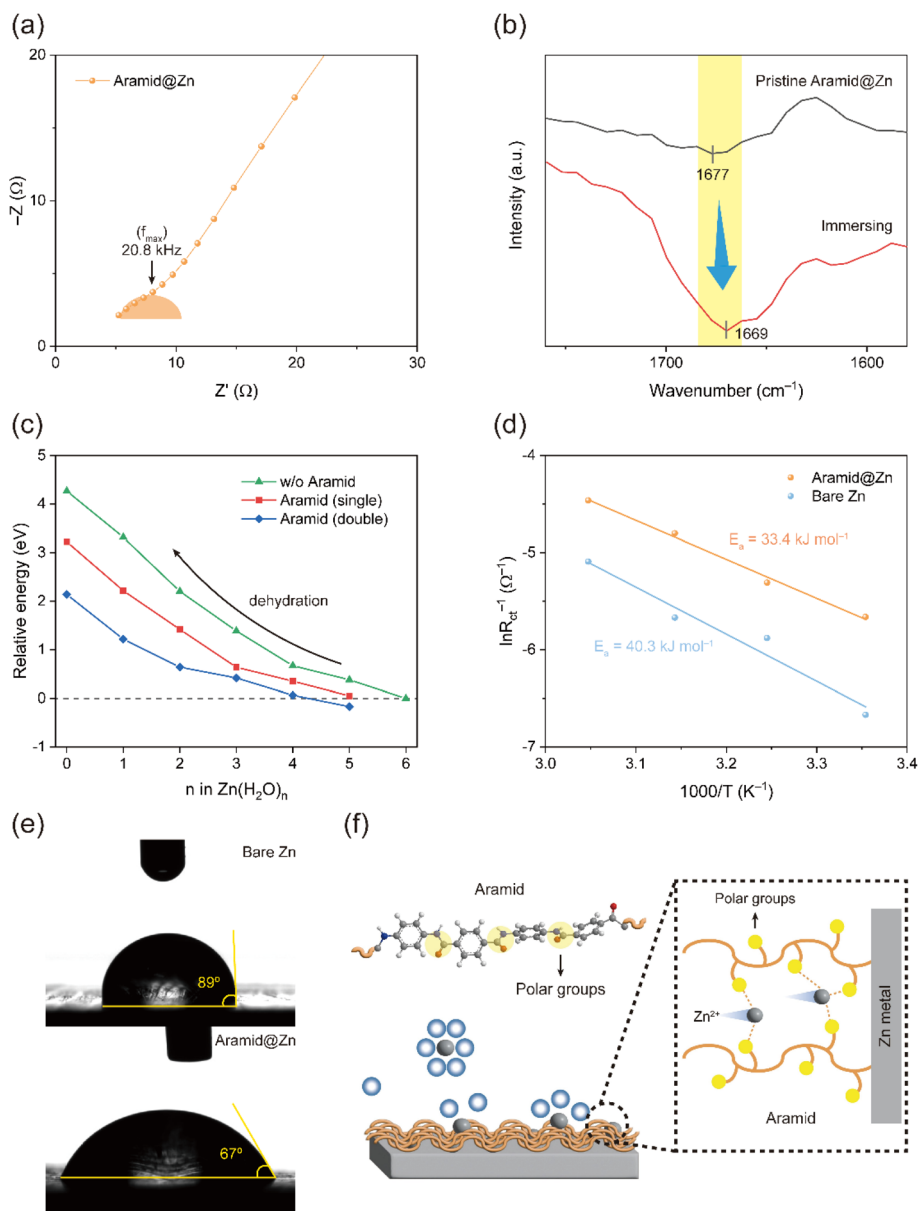 (a)
20
Aramid@Zn
(fmax)
20.8 kHz
10
0
0
10
20
30
−Z (Ω)
Z' (Ω)
(b)
Pristine Aramid@Zn
1677
Immersing
1669
Intensity (a.u.)
1700
1600
Wavenumber (cm⁻¹)
(c)
5
4
3
2
1
0
-1
w/o Aramid
Aramid (single)
Aramid (double)
dehydration
Relative energy (eV)
0
1
2
3
4
5
6
n in Zn(H₂O)ₙ
(d)
-4
-5
-6
-7
Aramid@Zn
Bare Zn
Eₐ = 33.4 kJ mol⁻¹
Eₐ = 40.3 kJ mol⁻¹
lnRct⁻¹ (Ω⁻¹)
3.0
3.1
3.2
3.3
3.4
1000/T (K⁻¹)
(e)
Bare Zn
89°
Aramid@Zn
67°
(f)
Aramid
Polar groups
Polar groups
Zn²⁺
Zn metal
Aramid